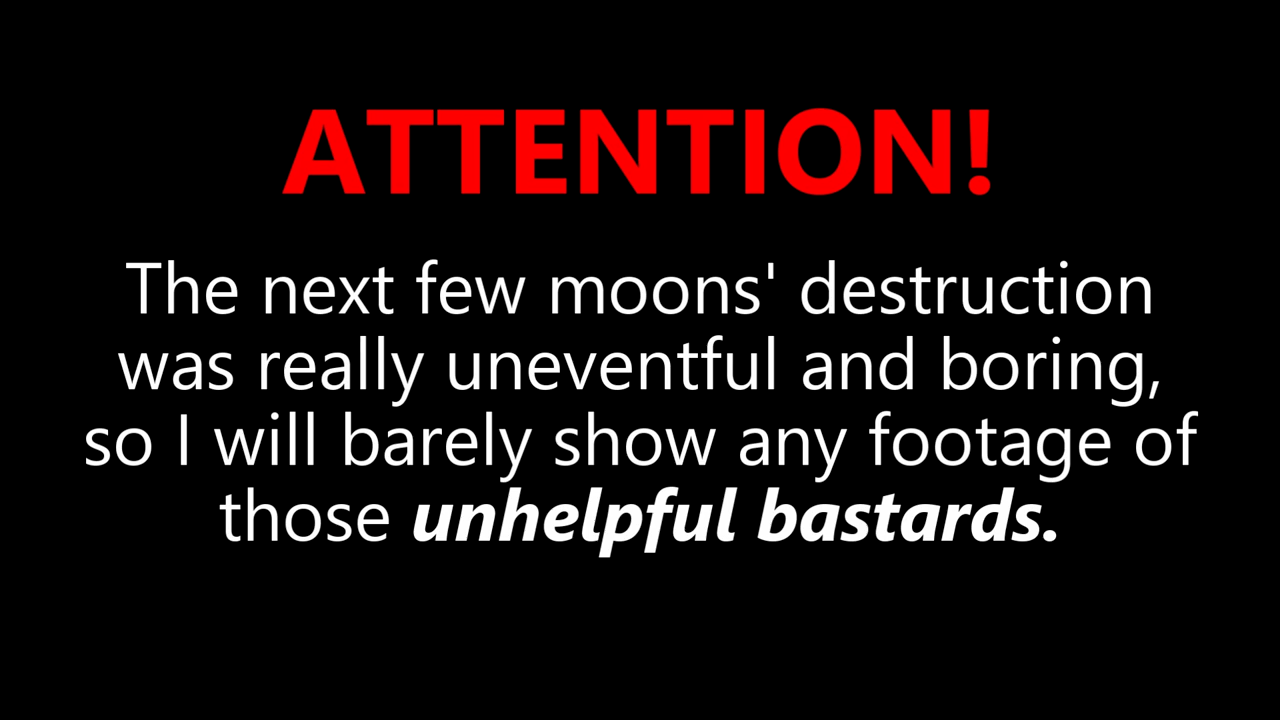 ATTENTION!
The next few moons' destruction
was really uneventful and boring,
so I will barely show any footage of
those unhelpful bastards.